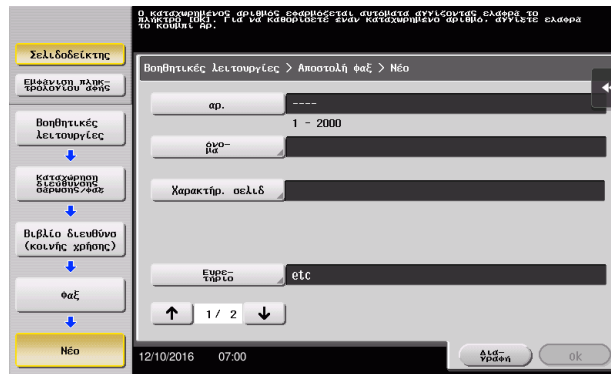 Ο καταχωρημένος αριθμός εφαρμόζεται αυτόματα αγγίζοντας ελαφρά το
πλήκτρο [OK]. Για να καθορίσετε έναν καταχωρημένο αριθμό, αγγίξτε ελαφρά
το κουμπί Αρ.
Σελιδοδείκτης
Εμφάνιση πληκ-
τρολογίου αφής
Βοηθητικές
λειτουργίες
Καταχώρηση
διεύθυνσης
σάρωσης/φαξ
Βιβλίο διευθύνσ
(κοινής χρήσης)
Φαξ
Νέο
Βοηθητικές λειτουργίες > Αποστολή φαξ > Νέο
αρ.
----
1 - 2000
όνο-
μα
Χαρακτήρ. σελιδ
Ευρε-
τήριο
etc
1/ 2
12/10/2016 07:00
Δια-
γραφή
ok